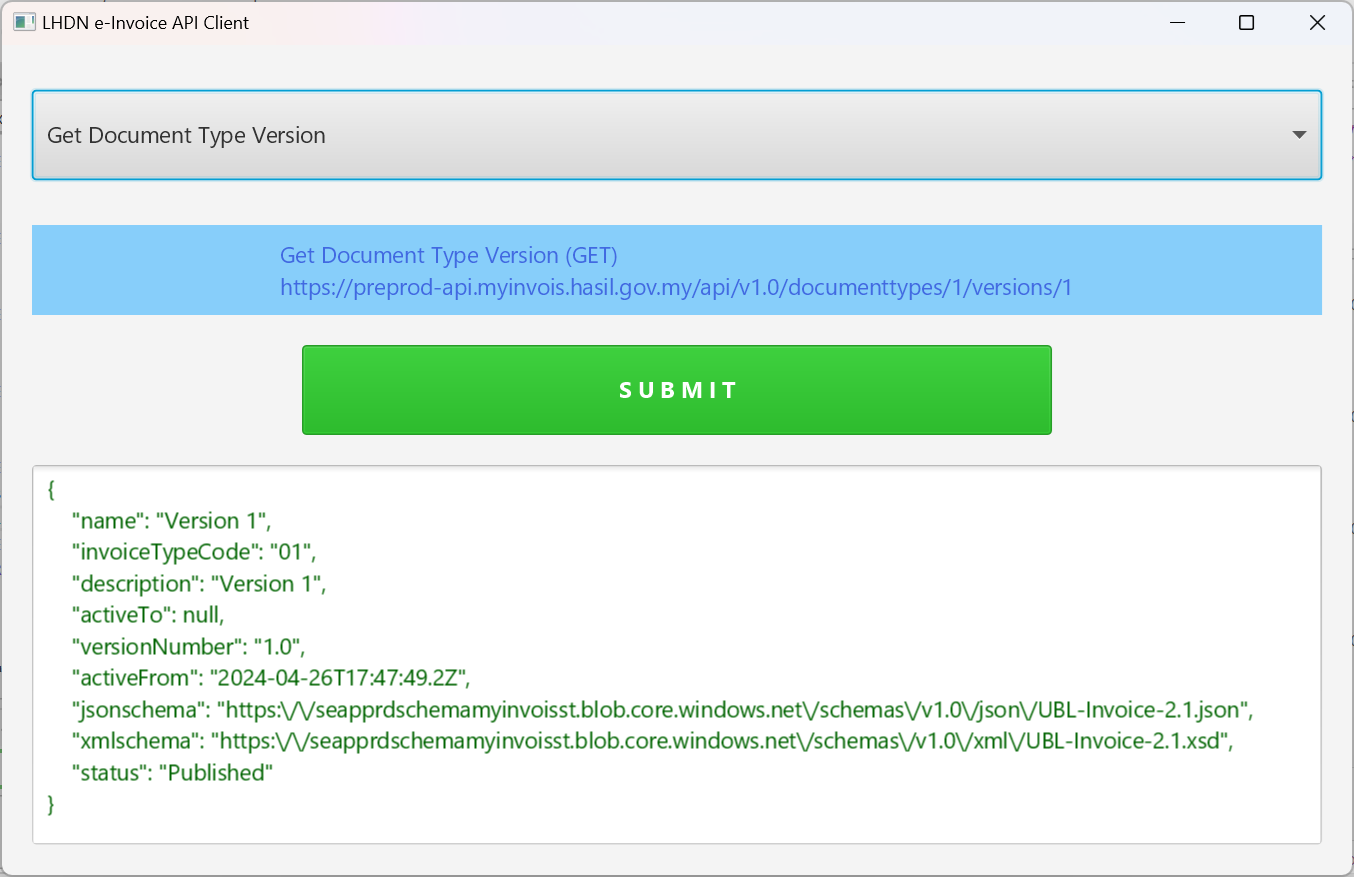 LHDN e-Invoice API Client
Get Document Type Version
Get Document Type Version (GET)
https://preprod-api.myinvois.hasil.gov.my/api/v1.0/documenttypes/1/versions/1
SUBMIT
{
"name": "Version 1",
"invoiceTypeCode": "01",
"description": "Version 1",
"activeTo": null,
"versionNumber": "1.0",
"activeFrom": "2024-04-26T17:47:49.2Z",
"jsonschema": "https:\/\/seapprdschemamyinvoisst.blob.core.windows.net\/schemas\/v1.0\/json\/UBL-Invoice-2.1.json",
"xmlschema": "https:\/\/seapprdschemamyinvoisst.blob.core.windows.net\/schemas\/v1.0\/xml\/UBL-Invoice-2.1.xsd",
"status": "Published"
}